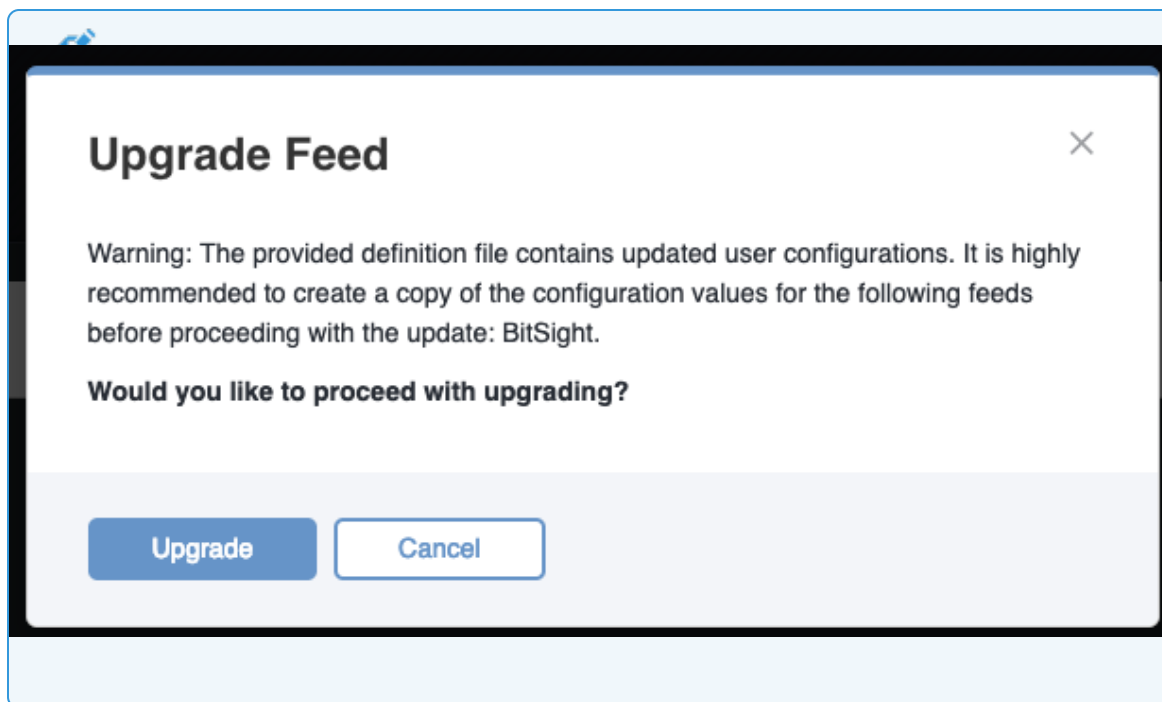 Upgrade Feed
Warning: The provided definition file contains updated user configurations. It is highly
recommended to create a copy of the configuration values for the following feeds
before proceeding with the update: BitSight.
Would you like to proceed with upgrading?
Upgrade
Cancel